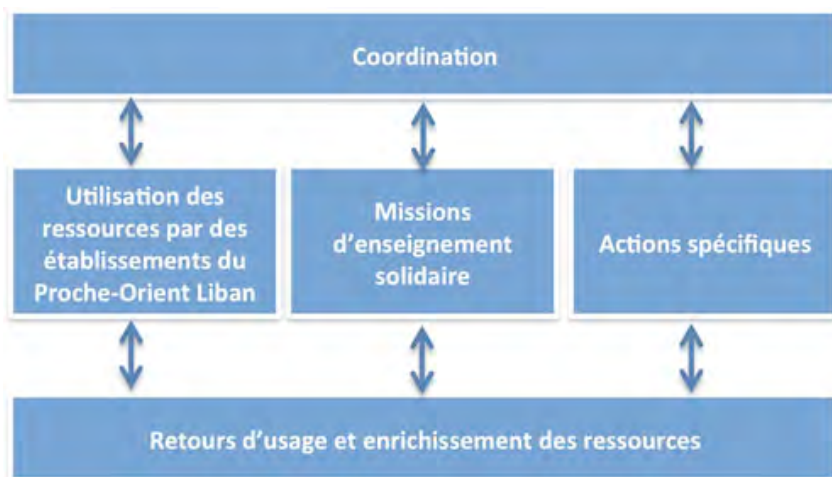 Coordination
Utilisation des
ressources par des
établissements du
Proche-Orient Liban
Missions
d'enseignement
solidaire
Actions spécifiques
Retours d'usage et enrichissement des ressources